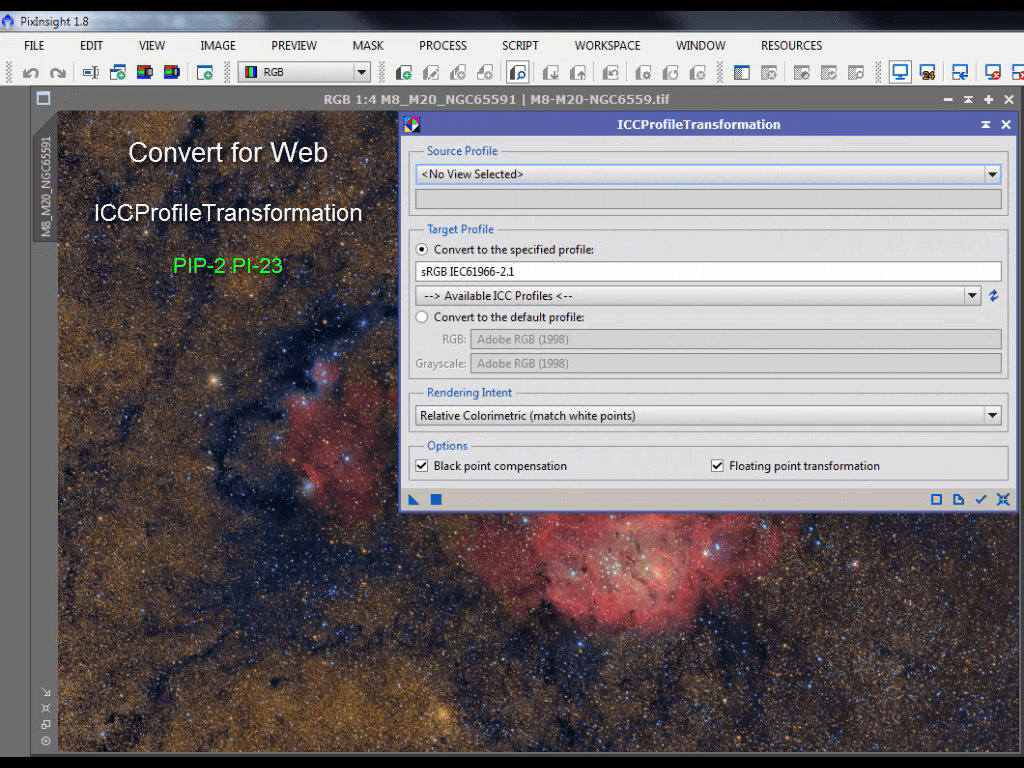 PixInsight 1.8
FILE EDIT VIEW IMAGE PREVIEW MASK PROCESS SCRIPT WORKSPACE WINDOW RESOURCES
RGB
24
RGB 1:4 M8_M20_NGC65591 | M8-M20-NGC6559.tif
M8_M20_NGC65591
Convert for Web
ICCProfileTransformation
PIP-2 PI-23
ICCProfileTransformation
Source Profile
<No View Selected>
Target Profile
Convert to the specified profile:
sRGB IEC61966-2.1
--> Available ICC Profiles <--
Convert to the default profile:
RGB: Adobe RGB (1998)
Grayscale: Adobe RGB (1998)
Rendering Intent
Relative Colorimetric (match white points)
Options
Black point compensation Floating point transformation